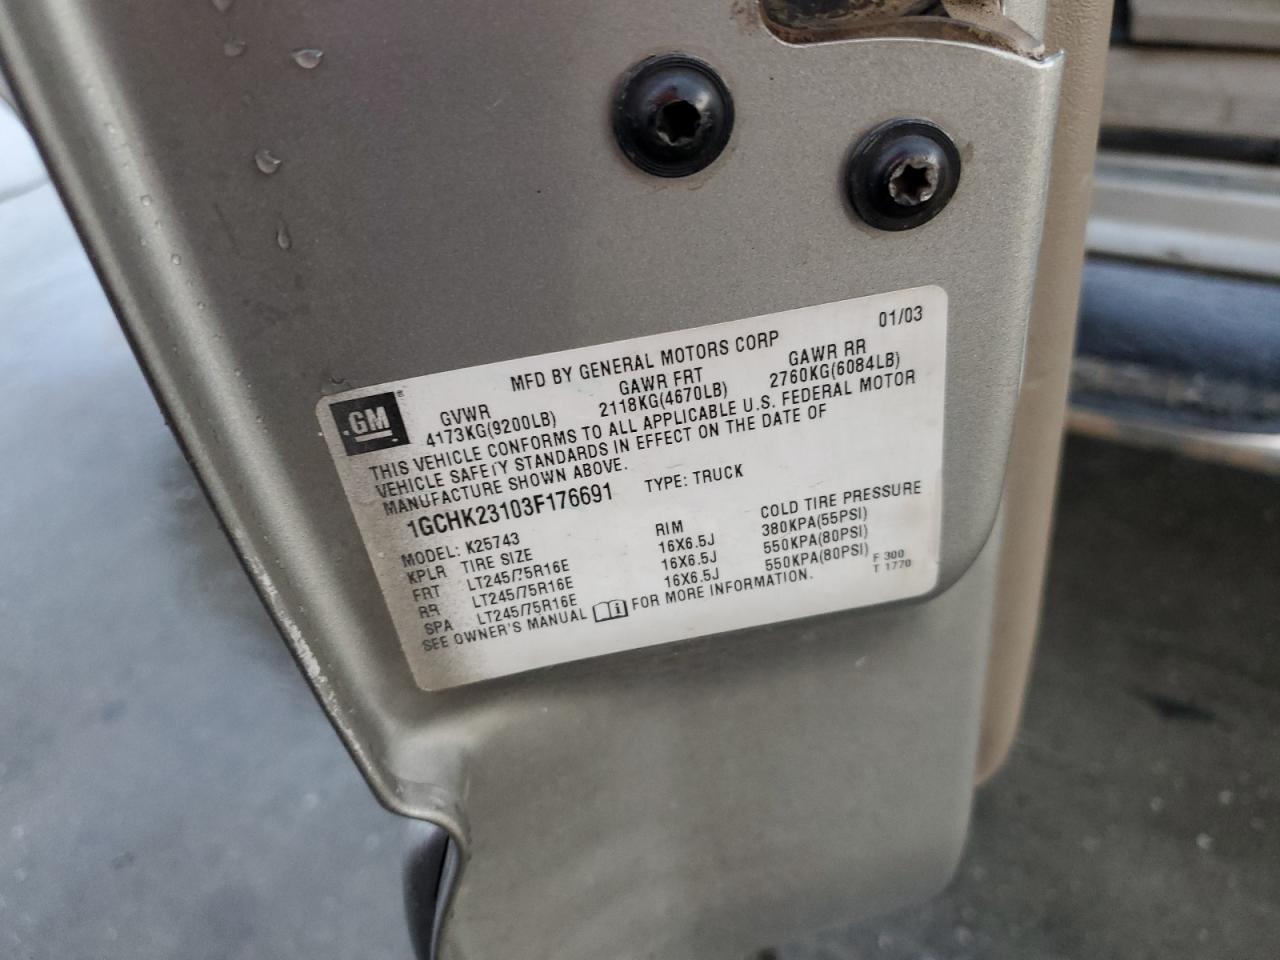 01/03
MFD BY GENERAL MOTORS CORP
GM®
GVWR GAWR FRT GAWR RR
4173KG(9200LB) 2118KG(4670LB) 2760KG(6084LB)
THIS VEHICLE CONFORMS TO ALL APPLICABLE U.S. FEDERAL MOTOR
VEHICLE SAFETY STANDARDS IN EFFECT ON THE DATE OF
MANUFACTURE SHOWN ABOVE.
1GCHK23103F176691 TYPE: TRUCK
MODEL: K25743
KPLR TIRE SIZE RIM COLD TIRE PRESSURE
FRT LT245/75R16E 16X6.5J 380KPA(55PSI)
RR LT245/75R16E 16X6.5J 550KPA(80PSI)
SPA LT245/75R16E 16X6.5J 550KPA(80PSI)
SEE OWNER'S MANUAL i FOR MORE INFORMATION.
F 300
T 1770